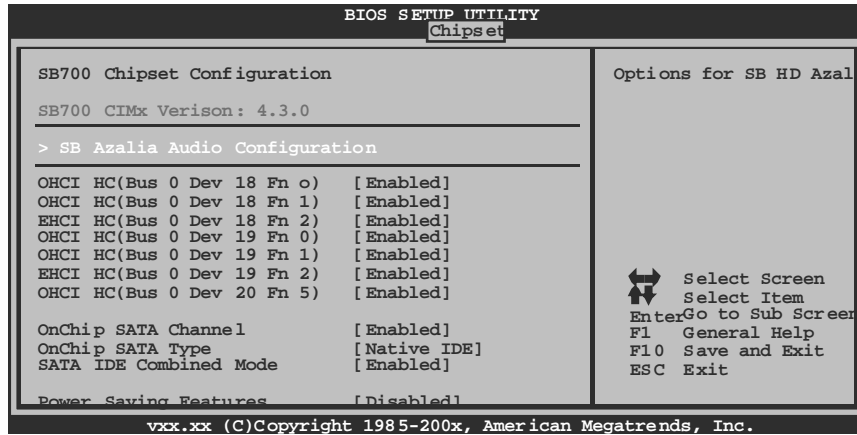 BIOS SETUP UTILITY
Chipset
SB700 Chipset Configuration
SB700 CIMx Verison: 4.3.0
> SB Azalia Audio Configuration
OHCI HC(Bus 0 Dev 18 Fn o) [Enabled]
OHCI HC(Bus 0 Dev 18 Fn 1) [Enabled]
EHCI HC(Bus 0 Dev 18 Fn 2) [Enabled]
OHCI HC(Bus 0 Dev 19 Fn 0) [Enabled]
OHCI HC(Bus 0 Dev 19 Fn 1) [Enabled]
EHCI HC(Bus 0 Dev 19 Fn 2) [Enabled]
OHCI HC(Bus 0 Dev 20 Fn 5) [Enabled]
OnChip SATA Channel [Enabled]
OnChip SATA Type [Native IDE]
SATA IDE Combined Mode [Enabled]
Power Saving Features [Disabled]
Options for SB HD Azal
Select Screen
Select Item
Enter Go to Sub Screen
F1 General Help
F10 Save and Exit
ESC Exit
vxx.xx (C)Copyright 1985-200x, American Megatrends, Inc.